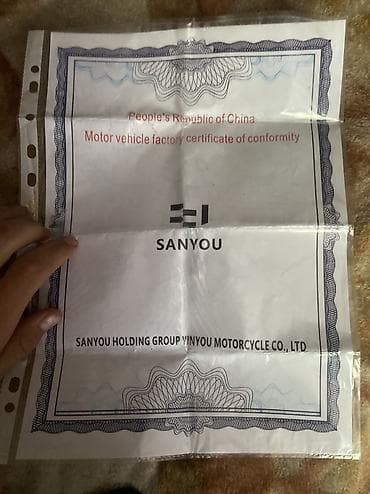 People's Republic of China
Motor vehicle factory certificate of conformity
SANYOU
SANYOU HOLDING GROUP YINYOU MOTORCYCLE CO., LTD